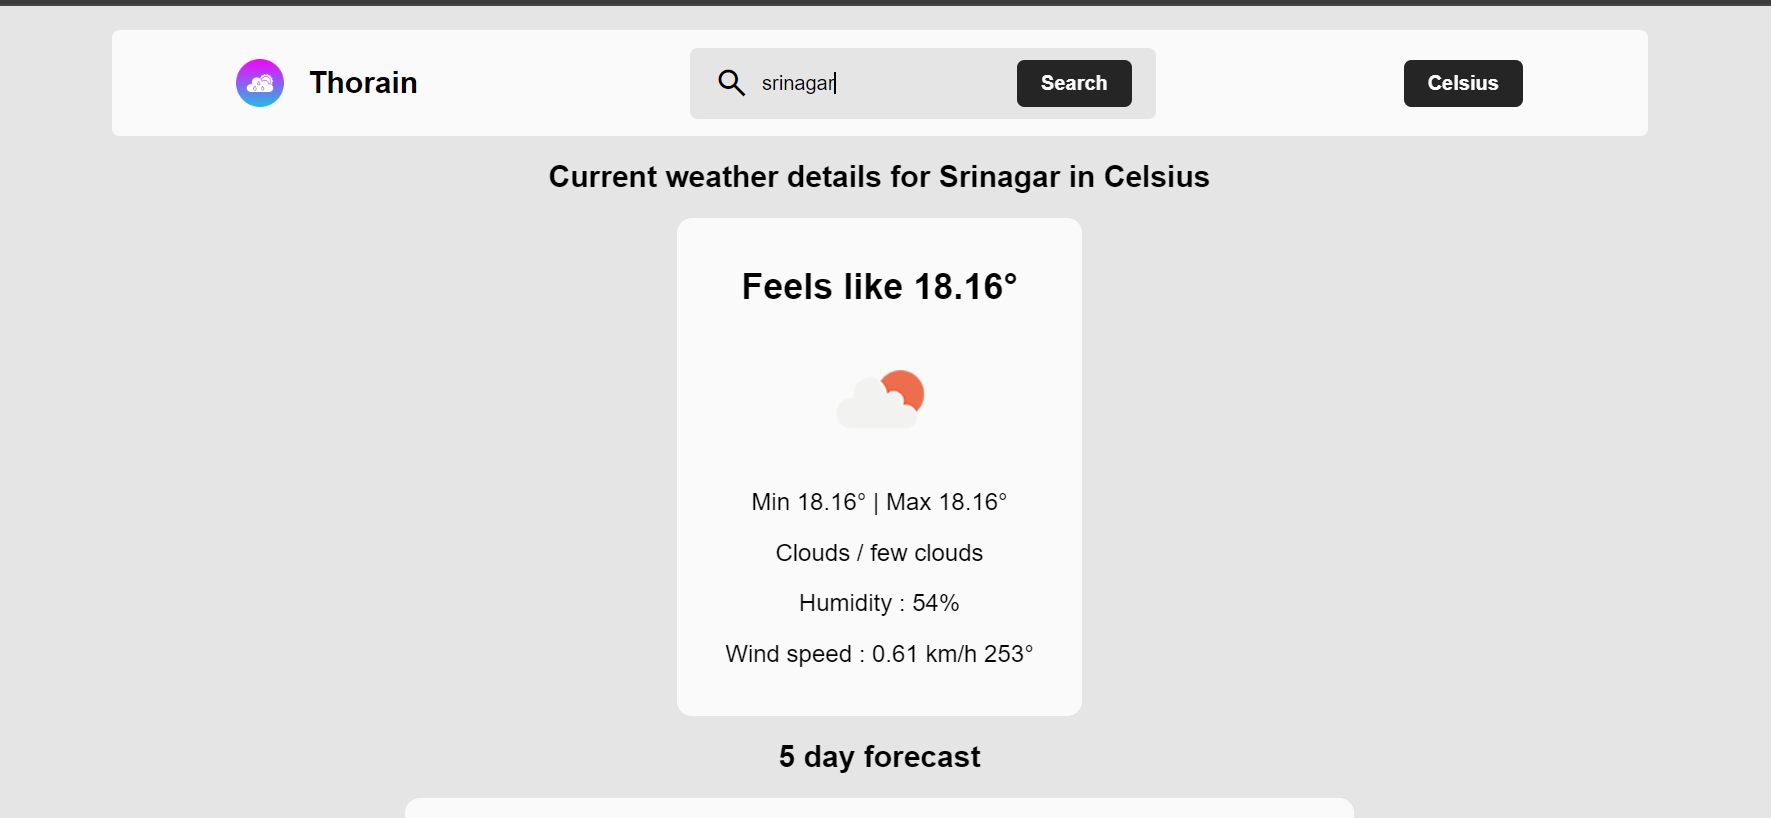 Thorain
srinagar
Search
Celsius
Current weather details for Srinagar in Celsius
Feels like 18.16°
Min 18.16° | Max 18.16°
Clouds / few clouds
Humidity : 54%
Wind speed : 0.61 km/h 253°
5 day forecast